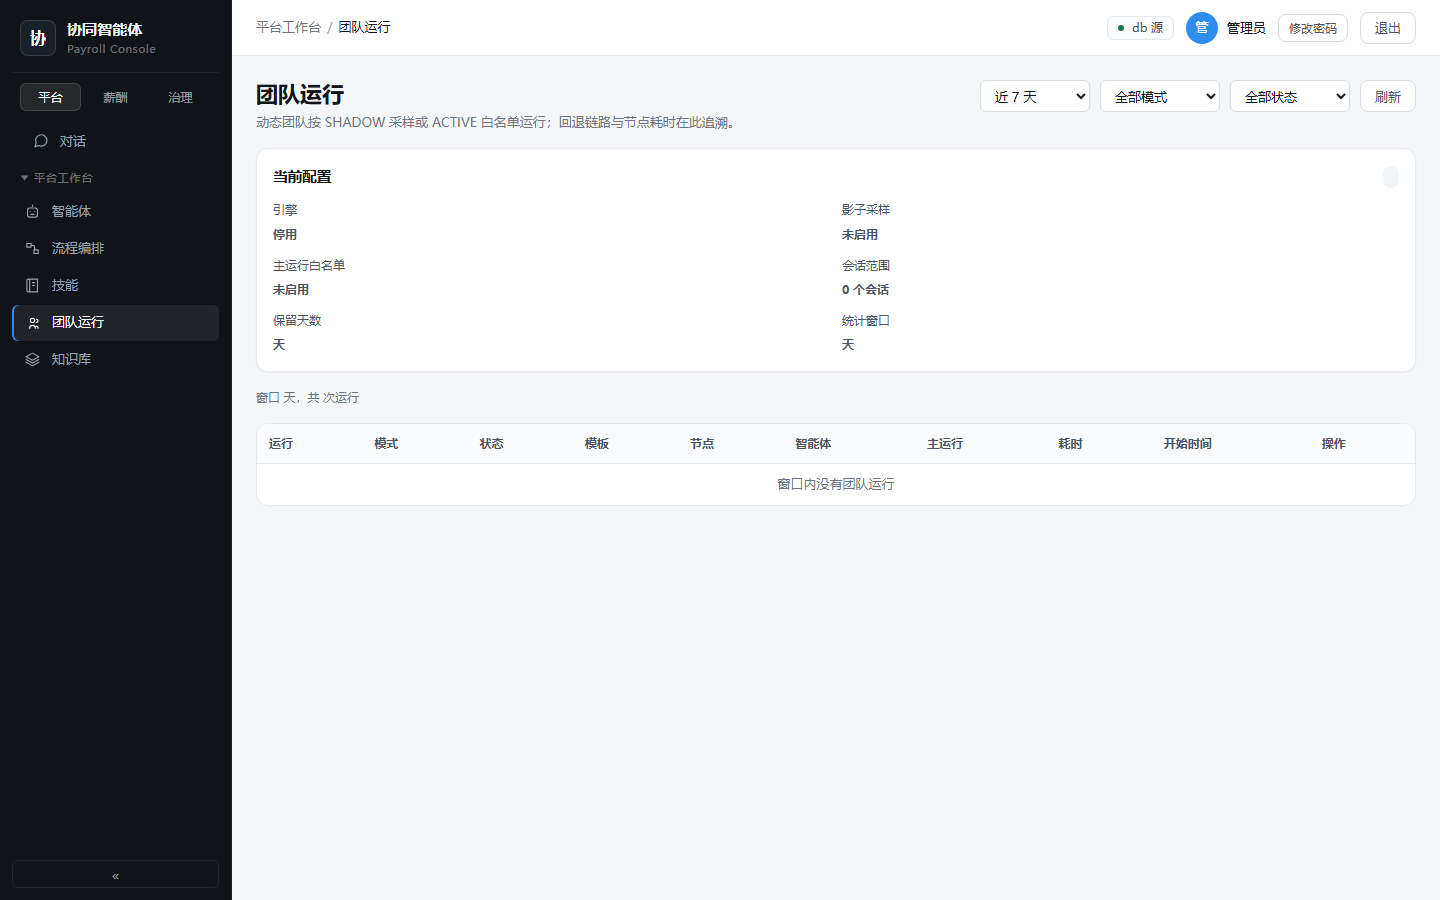 协
协同智能体
Payroll Console
平台
薪酬
治理
对话
平台工作台
智能体
流程编排
技能
团队运行
知识库
«
平台工作台 / 团队运行
db 源
管
管理员
修改密码
退出
团队运行
动态团队按 SHADOW 采样或 ACTIVE 白名单运行；回退链路与节点耗时在此追溯。
近 7 天
全部模式
全部状态
刷新
当前配置
引擎
停用
影子采样
未启用
主运行白名单
未启用
会话范围
0 个会话
保留天数
天
统计窗口
天
窗口 天，共 次运行
运行 模式 状态 模板 节点 智能体 主运行 耗时 开始时间 操作
窗口内没有团队运行